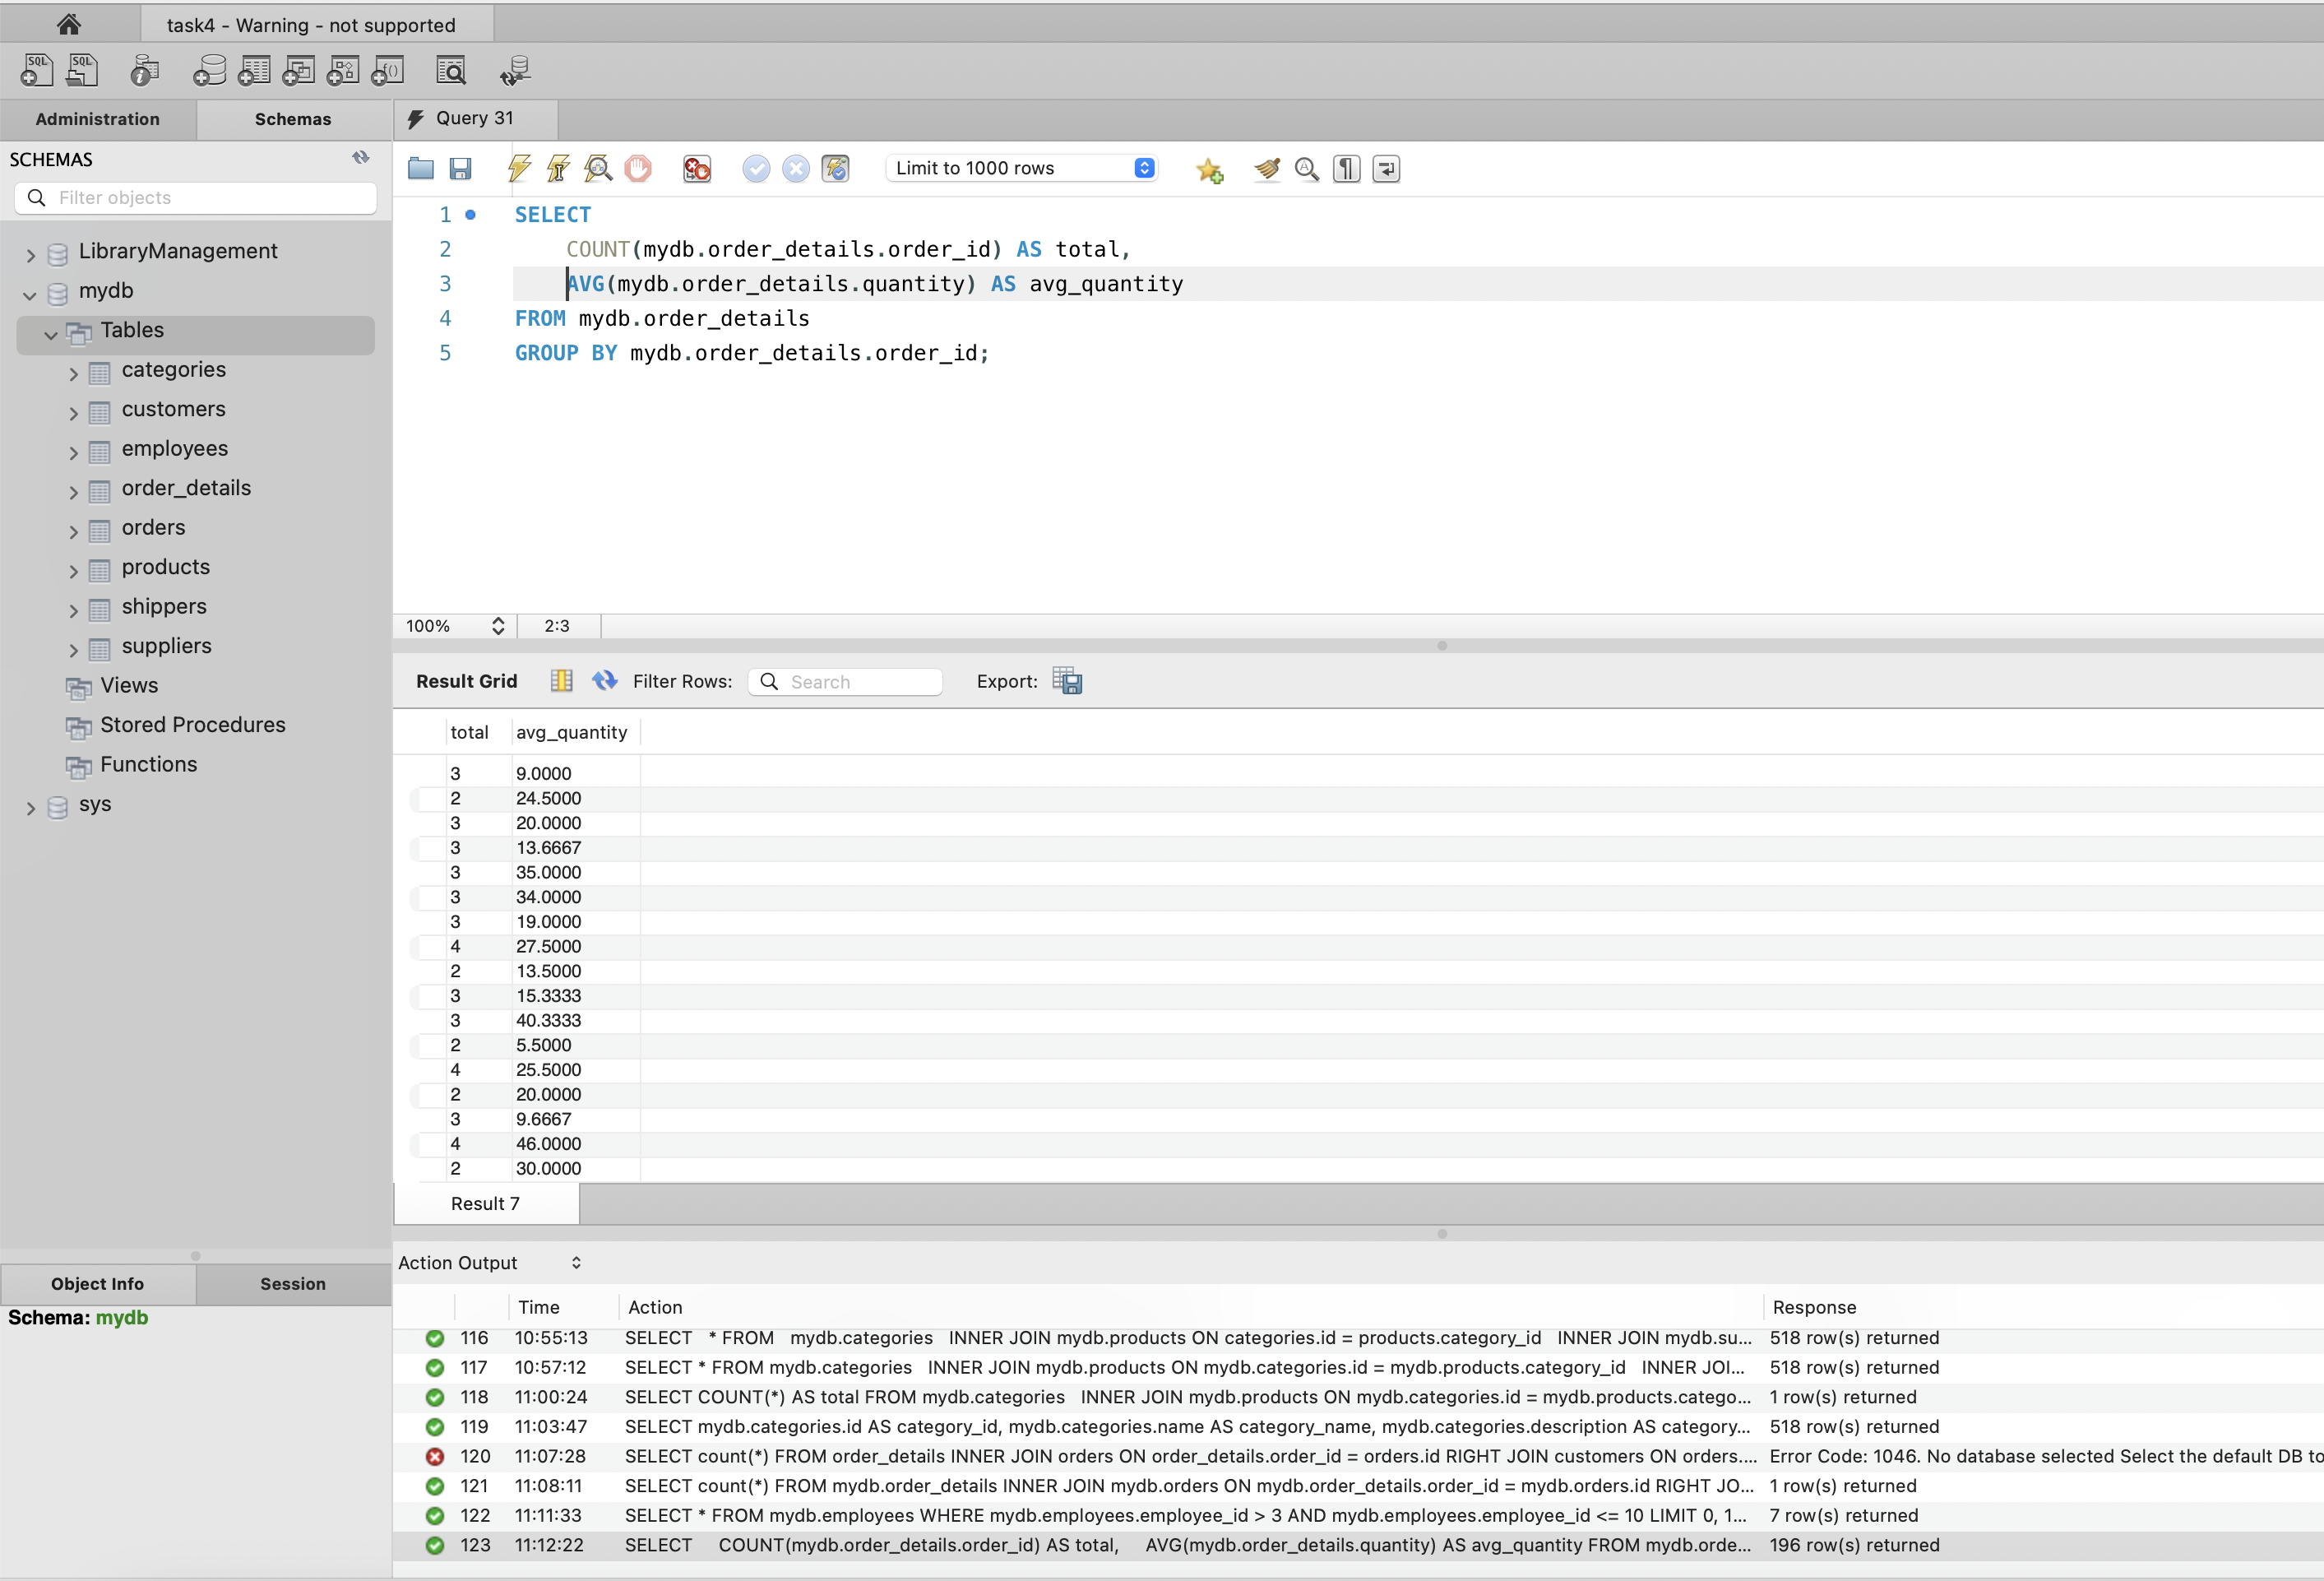 task4 - Warning - not supported
Administration
Schemas
Query 31
SCHEMAS
Filter objects
LibraryManagement
mydb
Tables
categories
customers
employees
order_details
orders
products
shippers
suppliers
Views
Stored Procedures
Functions
sys
Object Info
Session
Schema: mydb
Limit to 1000 rows
1 SELECT
2 COUNT(mydb.order_details.order_id) AS total,
3 AVG(mydb.order_details.quantity) AS avg_quantity
4 FROM mydb.order_details
5 GROUP BY mydb.order_details.order_id;
100% 2:3
Result Grid Filter Rows: Search Export:
total avg_quantity
3 9.0000
2 24.5000
3 20.0000
3 13.6667
3 35.0000
3 34.0000
3 19.0000
4 27.5000
2 13.5000
3 15.3333
3 40.3333
2 5.5000
4 25.5000
2 20.0000
3 9.6667
4 46.0000
2 30.0000
Result 7
Action Output
Time Action Response
116 10:55:13 SELECT * FROM mydb.categories INNER JOIN mydb.products ON categories.id = products.category_id INNER JOIN mydb.su... 518 row(s) returned
117 10:57:12 SELECT * FROM mydb.categories INNER JOIN mydb.products ON mydb.categories.id = mydb.products.category_id INNER JOI... 518 row(s) returned
118 11:00:24 SELECT COUNT(*) AS total FROM mydb.categories INNER JOIN mydb.products ON mydb.categories.id = mydb.products.catego... 1 row(s) returned
119 11:03:47 SELECT mydb.categories.id AS category_id, mydb.categories.name AS category_name, mydb.categories.description AS category... 518 row(s) returned
120 11:07:28 SELECT count(*) FROM order_details INNER JOIN orders ON order_details.order_id = orders.id RIGHT JOIN customers ON orders.... Error Code: 1046. No database selected Select the default DB to
121 11:08:11 SELECT count(*) FROM mydb.order_details INNER JOIN mydb.orders ON mydb.order_details.order_id = mydb.orders.id RIGHT JO... 1 row(s) returned
122 11:11:33 SELECT * FROM mydb.employees WHERE mydb.employees.employee_id > 3 AND mydb.employees.employee_id <= 10 LIMIT 0, 1... 7 row(s) returned
123 11:12:22 SELECT COUNT(mydb.order_details.order_id) AS total, AVG(mydb.order_details.quantity) AS avg_quantity FROM mydb.orde... 196 row(s) returned